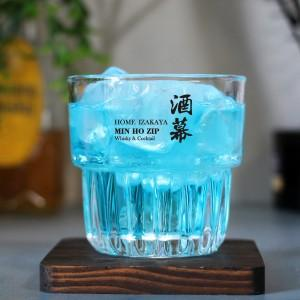 HOME IZAKAYA
MIN HO ZIP
Whisky & Cocktail
酒幕